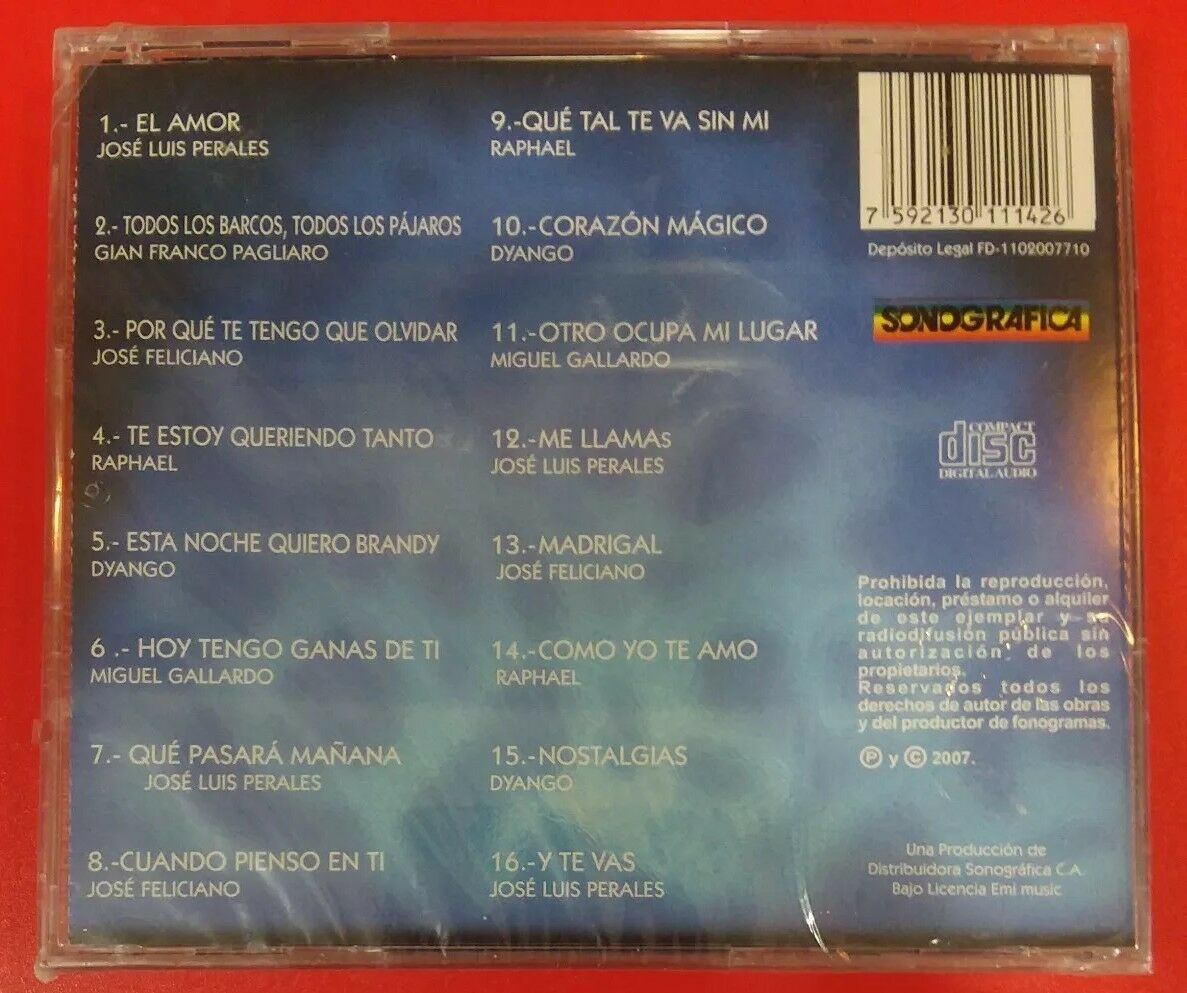 1.- EL AMOR
JOSÉ LUIS PERALES
2.- TODOS LOS BARCOS, TODOS LOS PÁJAROS
GIAN FRANCO PAGLIARO
3.- POR QUÉ TE TENGO QUE OLVIDAR
JOSÉ FELICIANO
4.- TE ESTOY QUERIENDO TANTO
RAPHAEL
5.- ESTA NOCHE QUIERO BRANDY
DYANGO
6 .- HOY TENGO GANAS DE TI
MIGUEL GALLARDO
7.- QUÉ PASARÁ MAÑANA
JOSÉ LUIS PERALES
8.-CUANDO PIENSO EN TI
JOSÉ FELICIANO
9.-QUÉ TAL TE VA SIN MI
RAPHAEL
10.-CORAZÓN MÁGICO
DYANGO
11.-OTRO OCUPA MI LUGAR
MIGUEL GALLARDO
12.-ME LLAMAs
JOSÉ LUIS PERALES
13.-MADRIGAL
JOSÉ FELICIANO
14.-COMO YO TE AMO
RAPHAEL
15.-NOSTALGIAS
DYANGO
16.-Y TE VAS
JOSÉ LUIS PERALES
7 592130 111426
Depósito Legal FD-1102007710
SONOGRAFICA
COMPACT
disc
DIGITAL AUDIO
Prohibida la reproducción,
locación, préstamo o alquiler
de este ejemplar y su
radiodifusión pública sin
autorización de los
propietarios.
Reservados todos los
derechos de autor de las obras
y del productor de fonogramas.
Ⓟ y © 2007.
Una Producción de
Distribuidora Sonográfica C.A.
Bajo Licencia Emi music